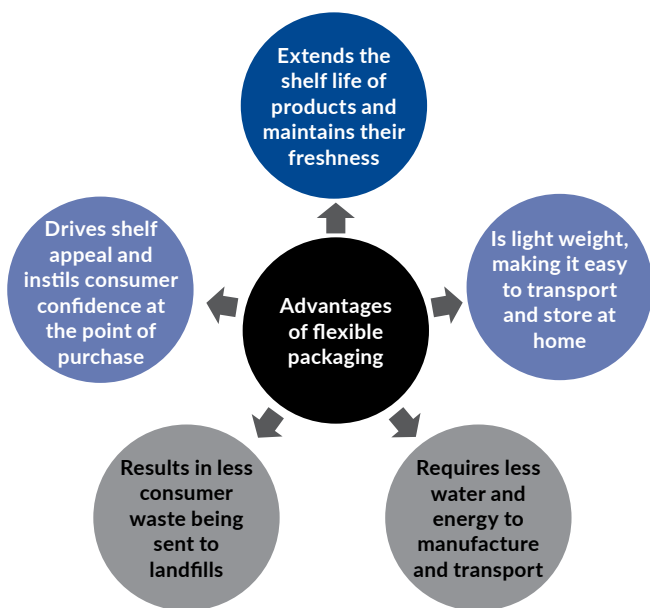 Extends the
shelf life of
products and
maintains their
freshness
Drives shelf
appeal and
instils consumer
confidence at
the point of
purchase
Advantages
of flexible
packaging
Is light weight,
making it easy
to transport
and store at
home
Results in less
consumer
waste being
sent to
landfills
Requires less
water and
energy to
manufacture
and transport